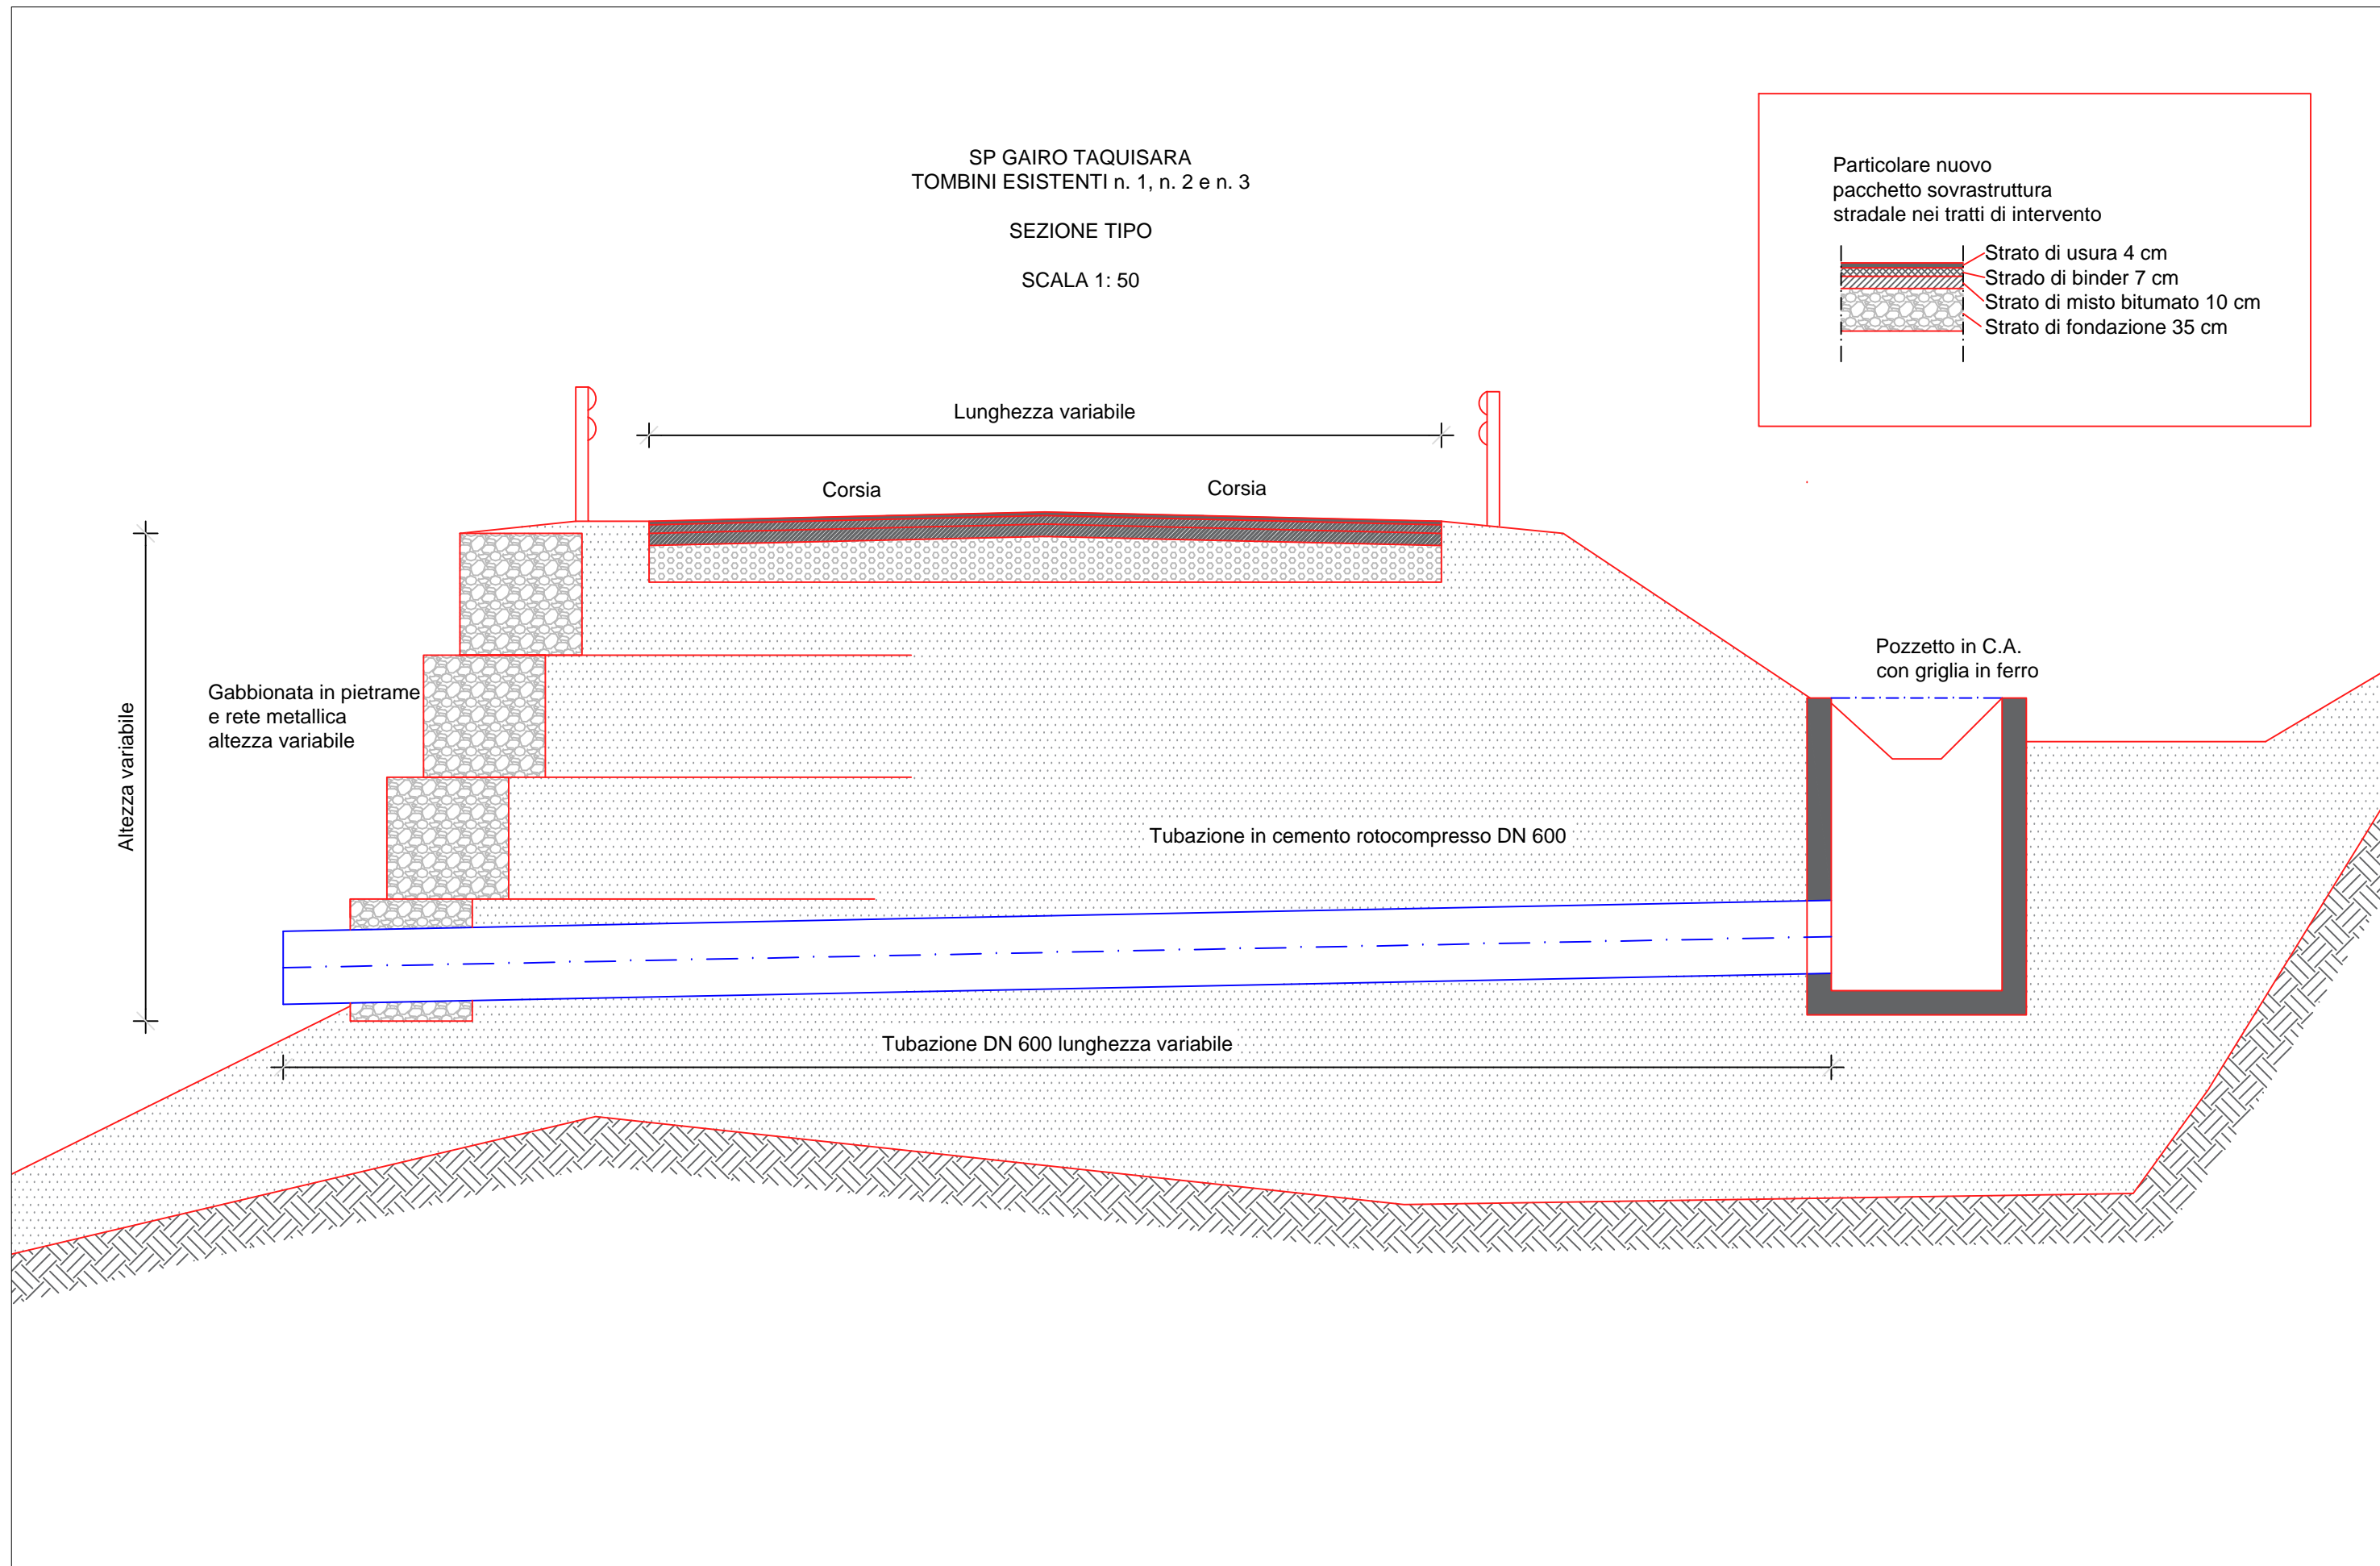 SP GAIRO TAQUISARA
TOMBINI ESISTENTI n. 1, n. 2 e n. 3
SEZIONE TIPO
SCALA 1: 50
Particolare nuovo
pacchetto sovrastruttura
stradale nei tratti di intervento
Strato di usura 4 cm
Strado di binder 7 cm
Strato di misto bitumato 10 cm
Strato di fondazione 35 cm
Lunghezza variabile
Corsia
Corsia
Pozzetto in C.A.
con griglia in ferro
Gabbionata in pietrame
e rete metallica
altezza variabile
Altezza variabile
Tubazione in cemento rotocompresso DN 600
Tubazione DN 600 lunghezza variabile